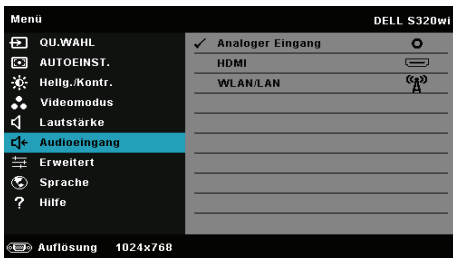 Menü DELL S320wi
QU.WAHL
AUTOEINST.
Hellg./Kontr.
Videomodus
Lautstärke
Audioeingang
Erweitert
Sprache
? Hilfe
Analoger Eingang
HDMI
WLAN/LAN
Auflösung 1024x768